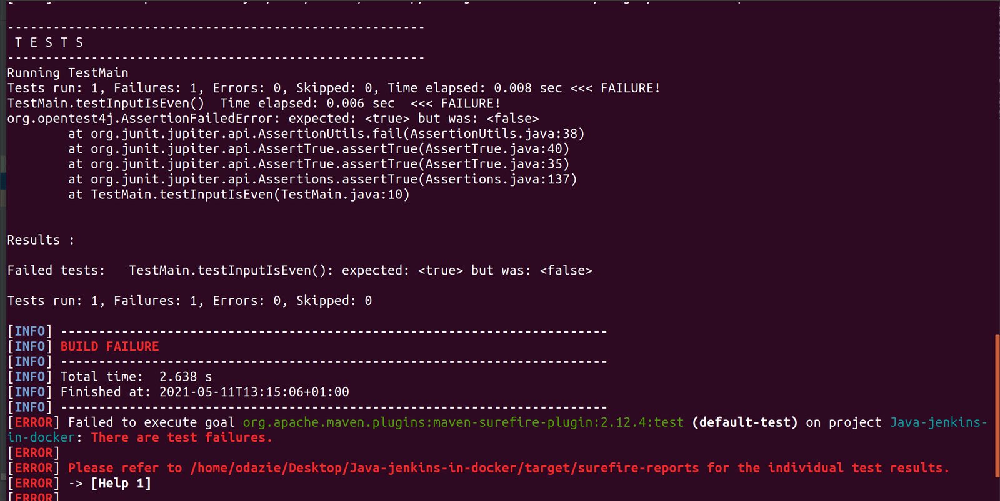 -------------------------------------------------------
 T E S T S
-------------------------------------------------------
Running TestMain
Tests run: 1, Failures: 1, Errors: 0, Skipped: 0, Time elapsed: 0.008 sec <<< FAILURE!
TestMain.testInputIsEven()  Time elapsed: 0.006 sec  <<< FAILURE!
org.opentest4j.AssertionFailedError: expected: <true> but was: <false>
        at org.junit.jupiter.api.AssertionUtils.fail(AssertionUtils.java:38)
        at org.junit.jupiter.api.AssertTrue.assertTrue(AssertTrue.java:40)
        at org.junit.jupiter.api.AssertTrue.assertTrue(AssertTrue.java:35)
        at org.junit.jupiter.api.Assertions.assertTrue(Assertions.java:137)
        at TestMain.testInputIsEven(TestMain.java:10)
Results :
Failed tests:   TestMain.testInputIsEven(): expected: <true> but was: <false>
Tests run: 1, Failures: 1, Errors: 0, Skipped: 0
[INFO] ------------------------------------------------------------------------
[INFO] BUILD FAILURE
[INFO] ------------------------------------------------------------------------
[INFO] Total time:  2.638 s
[INFO] Finished at: 2021-05-11T13:15:06+01:00
[INFO] ------------------------------------------------------------------------
[ERROR] Failed to execute goal org.apache.maven.plugins:maven-surefire-plugin:2.12.4:test (default-test) on project Java-jenkins-
in-docker: There are test failures.
[ERROR]
[ERROR] Please refer to /home/odazie/Desktop/Java-jenkins-in-docker/target/surefire-reports for the individual test results.
[ERROR] -> [Help 1]
[ERROR]